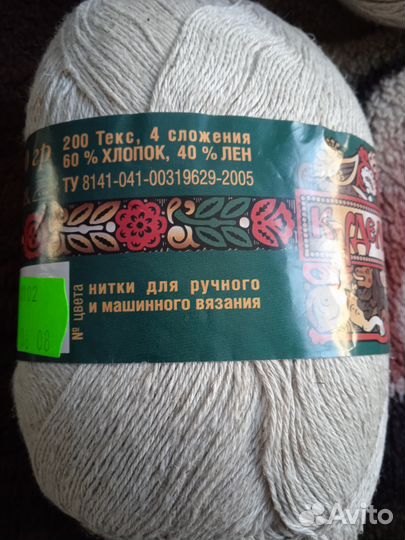 200 Текс, 4 сложения
60 % ХЛОПОК, 40 % ЛЕН
ТУ 8141-041-00319629-2005
№ цвета
нитки для ручного
и машинного вязания
08
Avito